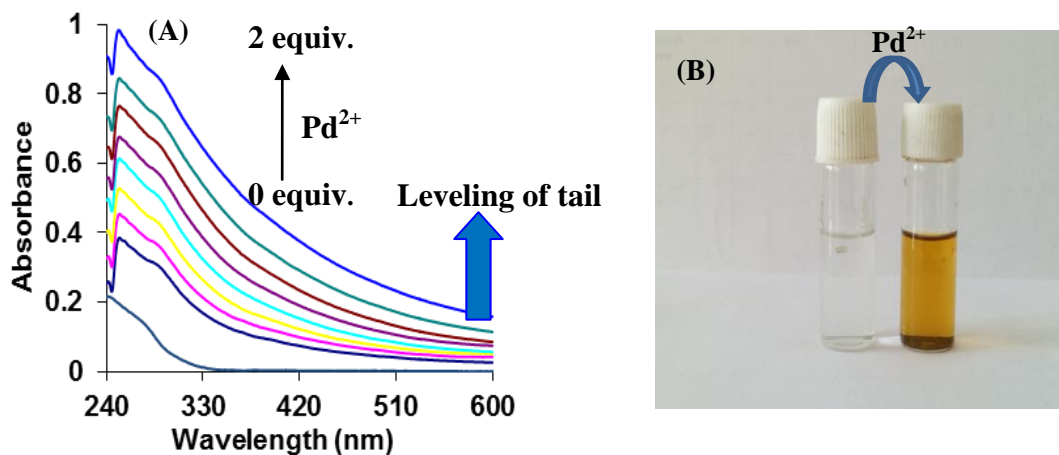 (A)
2 equiv.
Pd²⁺
0 equiv.
Leveling of tail
Absorbance
1
0.8
0.6
0.4
0.2
0
240
330
420
510
600
Wavelength (nm)
Pd²⁺
(B)